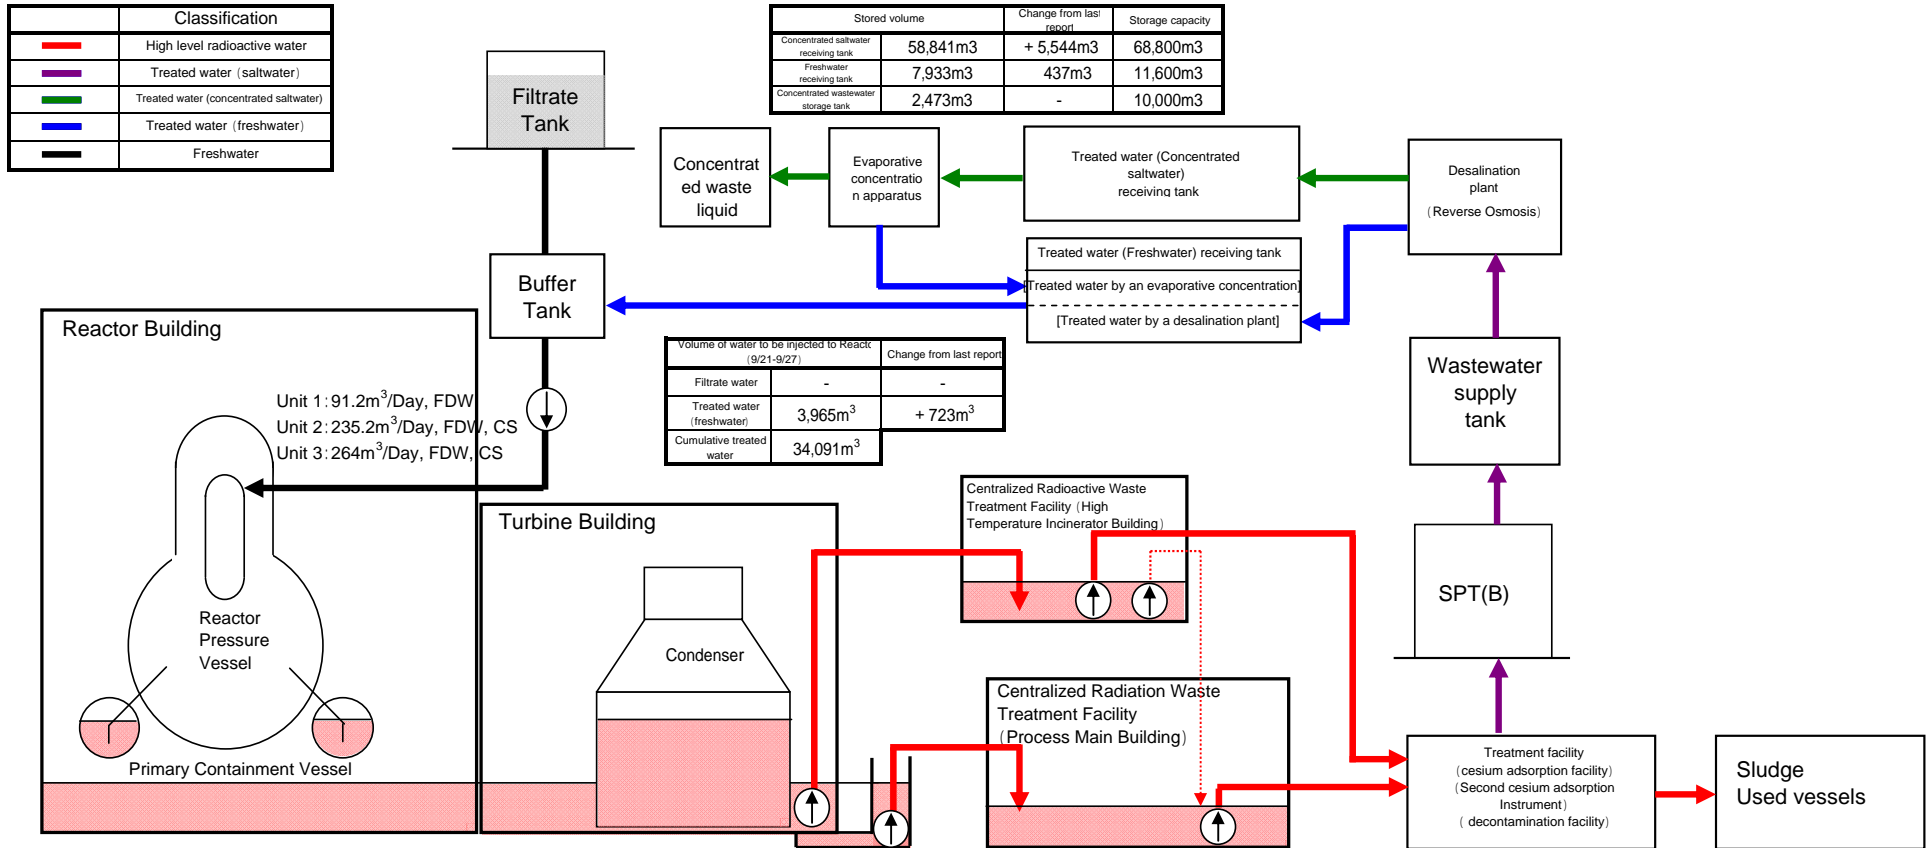 Classification
High level radioactive water
Treated water (saltwater)
Treated water (concentrated saltwater)
Treated water (freshwater)
Freshwater
Stored volume Change from last report Storage capacity
Concentrated saltwater receiving tank 58,841m3 + 5,544m3 68,800m3
Freshwater receiving tank 7,933m3 437m3 11,600m3
Concentrated wastewater storage tank 2,473m3 - 10,000m3
Filtrate
Tank
Concentrat
ed waste
liquid
Evaporative
concentratio
n apparatus
Treated water (Concentrated
saltwater)
receiving tank
Desalination
plant
(Reverse Osmosis)
Treated water (Freshwater) receiving tank
[Treated water by an evaporative concentration]
[Treated water by a desalination plant]
Buffer
Tank
Volume of water to be injected to Reacto
(9/21-9/27)
Change from last report
Filtrate water - -
Treated water (freshwater) 3,965m³ + 723m³
Cumulative treated water 34,091m³
Wastewater
supply
tank
Reactor Building
Unit 1: 91.2m³/Day, FDW
Unit 2: 235.2m³/Day, FDW, CS
Unit 3: 264m³/Day, FDW, CS
Reactor
Pressure
Vessel
Primary Containment Vessel
Turbine Building
Condenser
Centralized Radioactive Waste
Treatment Facility (High
Temperature Incinerator Building)
SPT(B)
Centralized Radiation Waste
Treatment Facility
(Process Main Building)
Treatment facility
(cesium adsorption facility)
(Second cesium adsorption
Instrument)
( decontamination facility)
Sludge
Used vessels